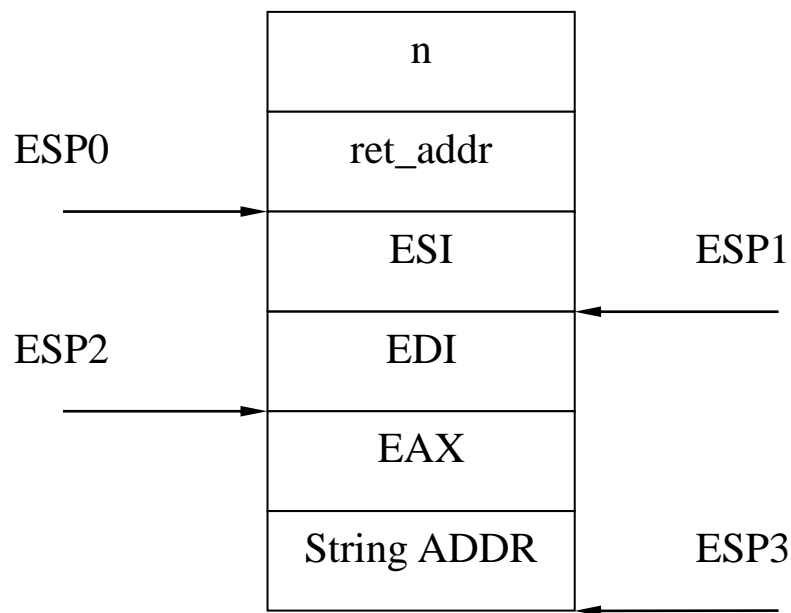 n
ESP0
ret_addr
ESI
ESP1
ESP2
EDI
EAX
String ADDR
ESP3